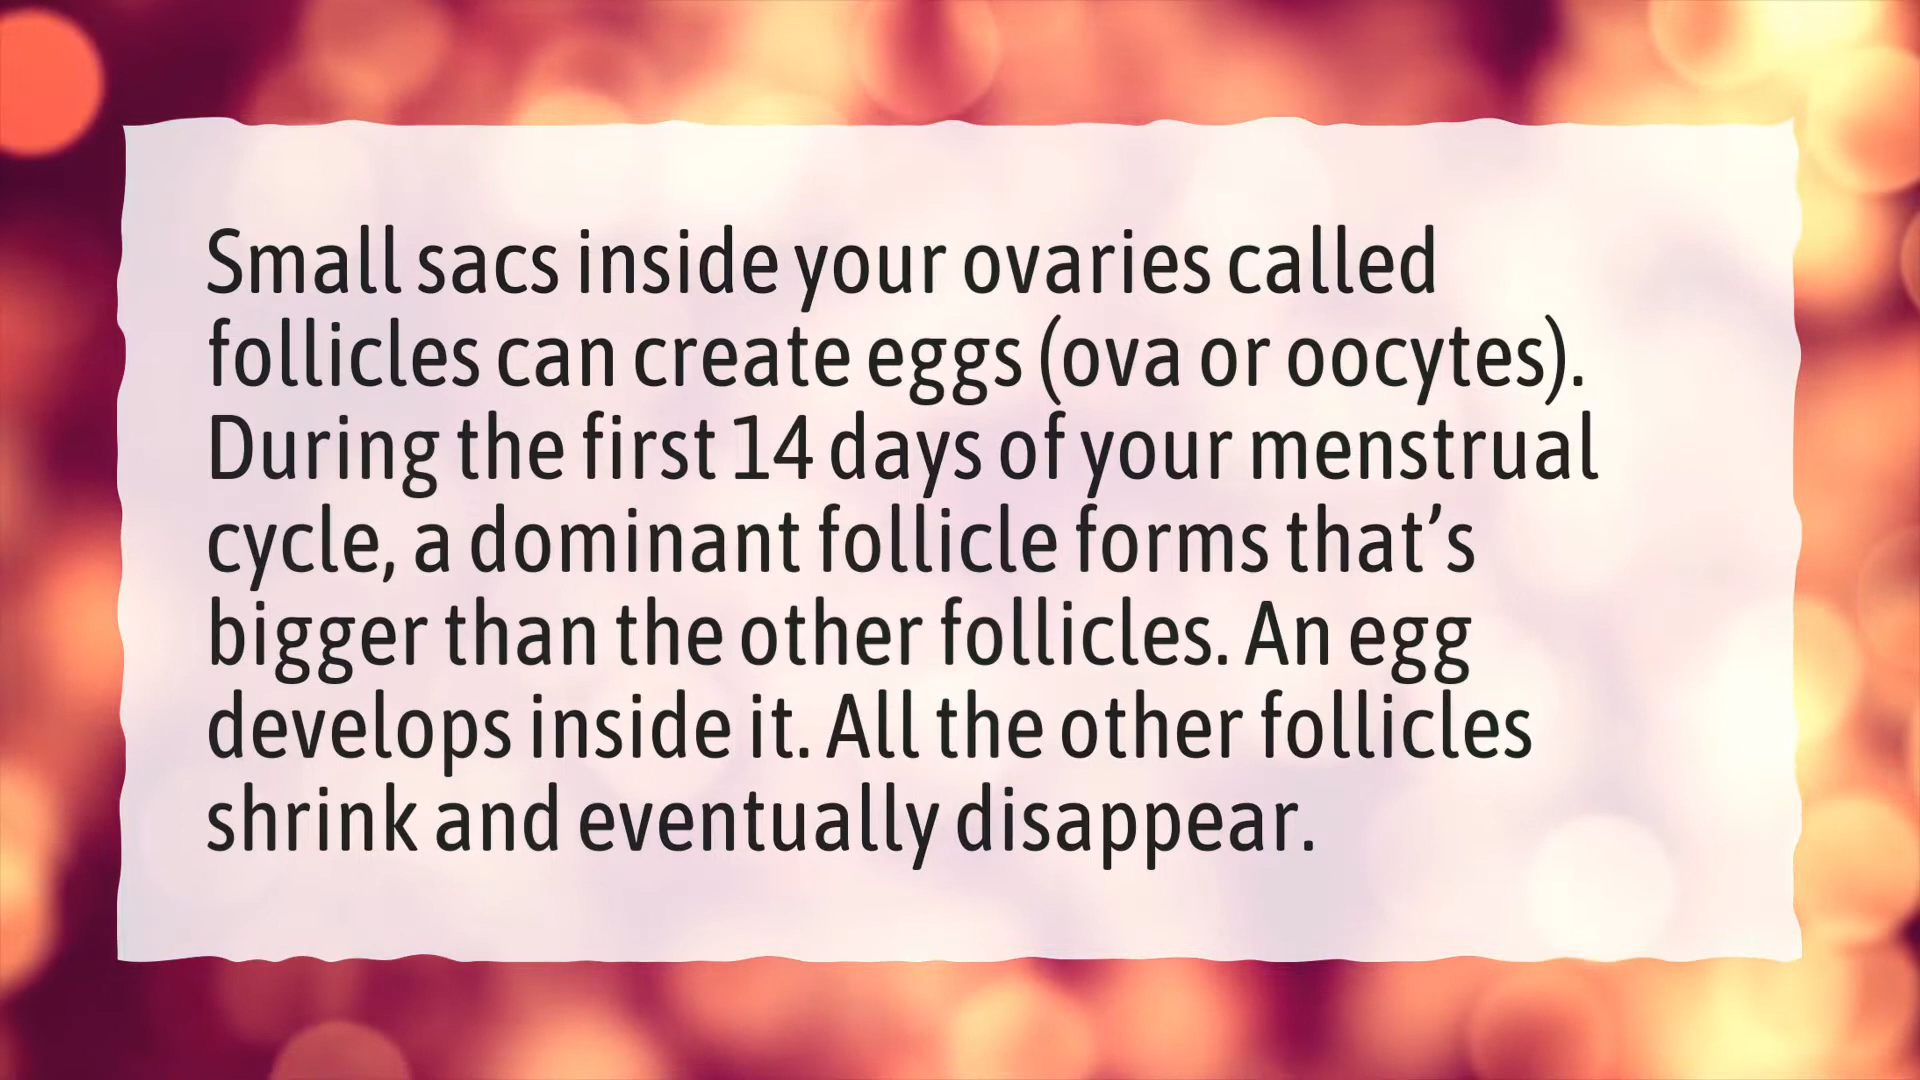 Small sacs inside your ovaries called
follicles can create eggs (ova or oocytes).
During the first 14 days of your menstrual
cycle, a dominant follicle forms that’s
bigger than the other follicles. An egg
develops inside it. All the other follicles
shrink and eventually disappear.